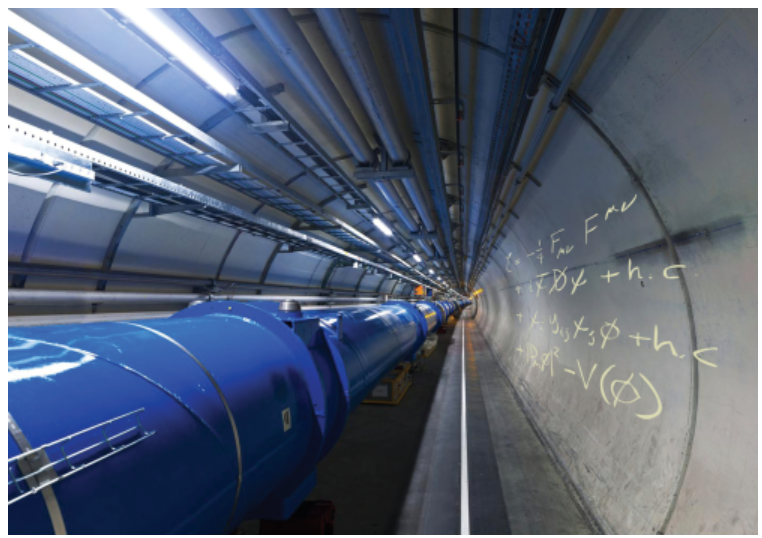 ℒ = -¼ F_μν F^μν
+ iψ̄D̸ψ + h.c.
+ χ_i y_ij χ_j φ + h.c
+ |D_μφ|² - V(φ)